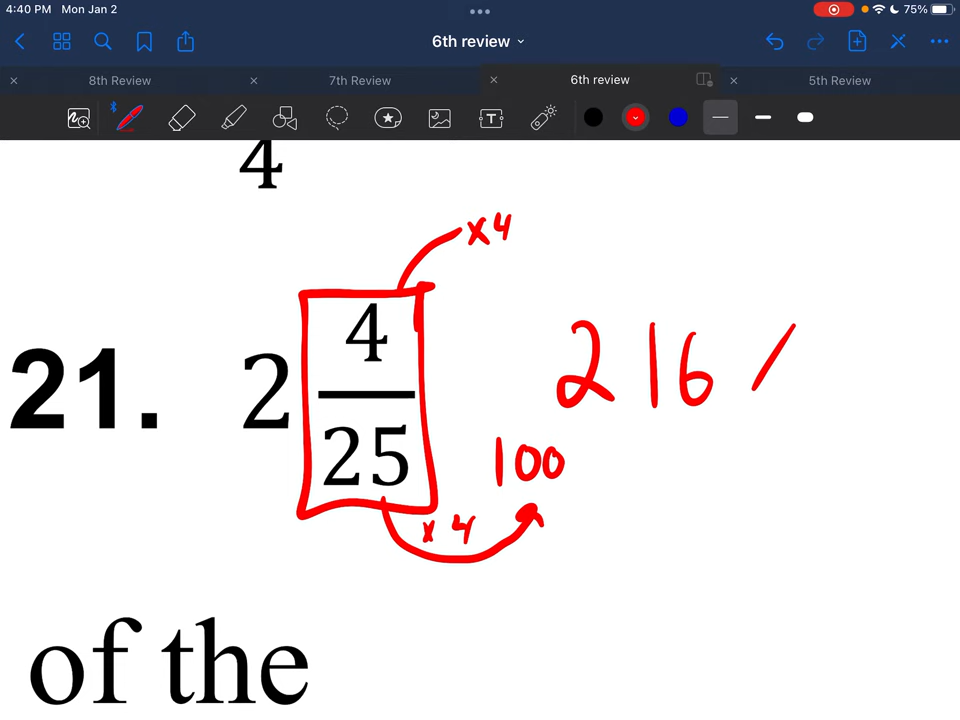 4:40 PM Mon Jan 2 75%
6th review
8th Review 7th Review 6th review 5th Review
T
4
x4
21. 2 4/25 216 /
100
x 4
of the